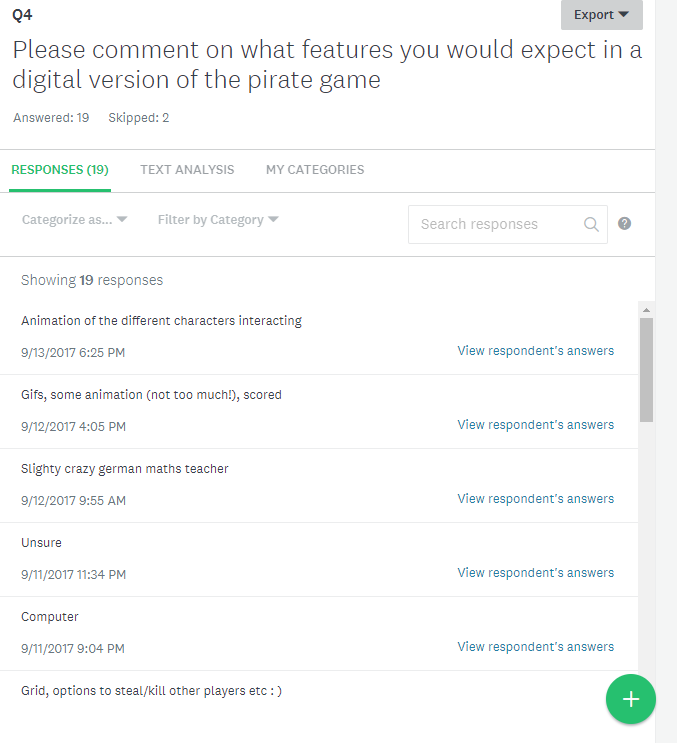 Q4
Export
Please comment on what features you would expect in a
digital version of the pirate game
Answered: 19 Skipped: 2
RESPONSES (19) TEXT ANALYSIS MY CATEGORIES
Categorize as... Filter by Category Search responses ?
Showing 19 responses
Animation of the different characters interacting
9/13/2017 6:25 PM View respondent's answers
Gifs, some animation (not too much!), scored
9/12/2017 4:05 PM View respondent's answers
Slighty crazy german maths teacher
9/12/2017 9:55 AM View respondent's answers
Unsure
9/11/2017 11:34 PM View respondent's answers
Computer
9/11/2017 9:04 PM View respondent's answers
Grid, options to steal/kill other players etc : )
+